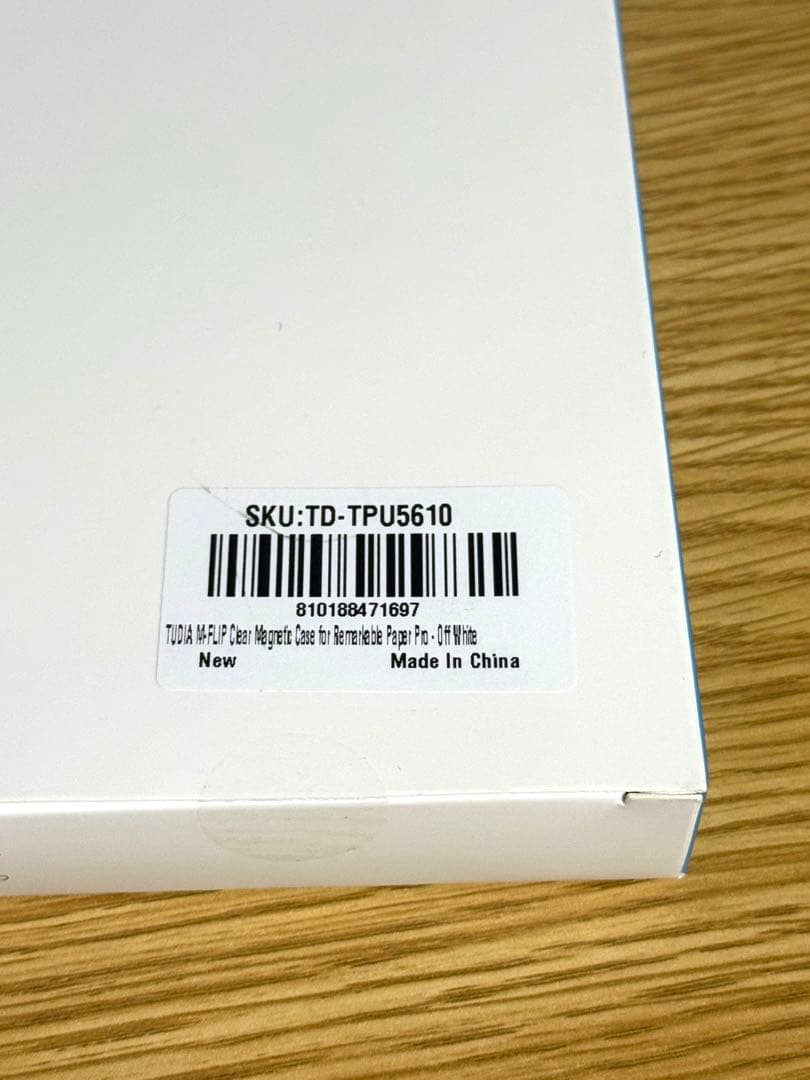 SKU:TD-TPU5610
810188471697
TUDIA M-FLIP Clear Magnetic Case for Remarkable Paper Pro - Off White
New Made In China